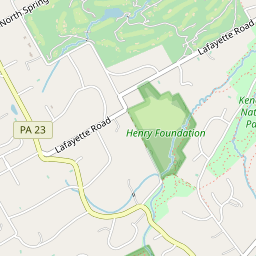 North Spring
Lafayette Road
Lafayette Road
PA 23
Henry Foundation
Ken
Nat
Pa